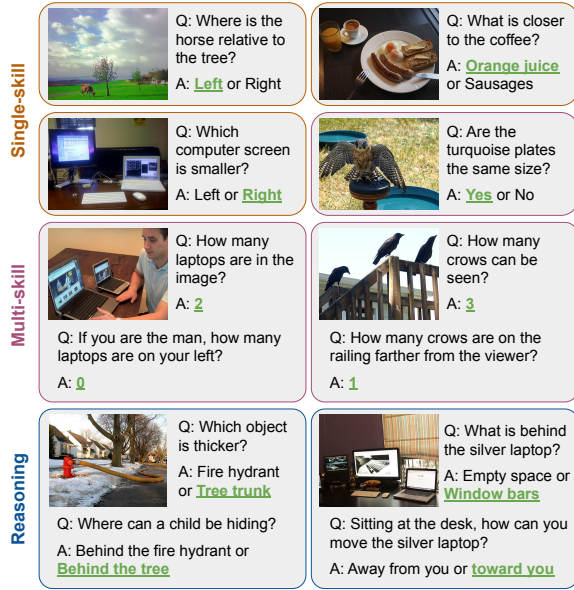 Single-skill
Q: Where is the
horse relative to
the tree?
A: Left or Right
Q: What is closer
to the coffee?
A: Orange juice
or Sausages
Q: Which
computer screen
is smaller?
A: Left or Right
Q: Are the
turquoise plates
the same size?
A: Yes or No
Multi-skill
Q: How many
laptops are in the
image?
A: 2
Q: If you are the man, how many
laptops are on your left?
A: 0
Q: How many
crows can be
seen?
A: 3
Q: How many crows are on the
railing farther from the viewer?
A: 1
Reasoning
Q: Which object
is thicker?
A: Fire hydrant
or Tree trunk
Q: Where can a child be hiding?
A: Behind the fire hydrant or
Behind the tree
Q: What is behind
the silver laptop?
A: Empty space or
Window bars
Q: Sitting at the desk, how can you
move the silver laptop?
A: Away from you or toward you